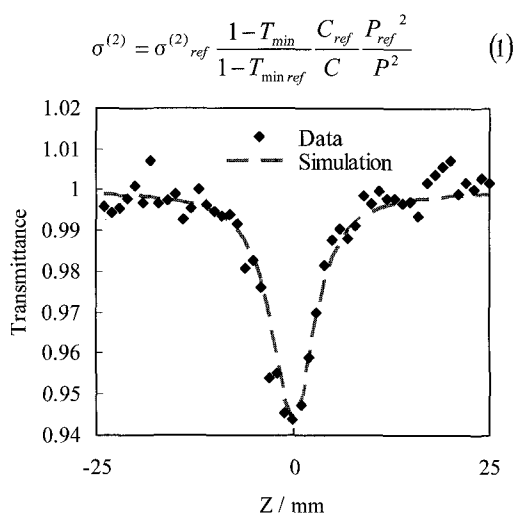 σ⁽²⁾ = σ⁽²⁾ref (1−Tmin)/(1−Tmin ref) Cref/C Pref²/P² (1)
1.02
1.01
1
0.99
0.98
0.97
0.96
0.95
0.94
Transmittance
Data
Simulation
-25
0
25
Z / mm